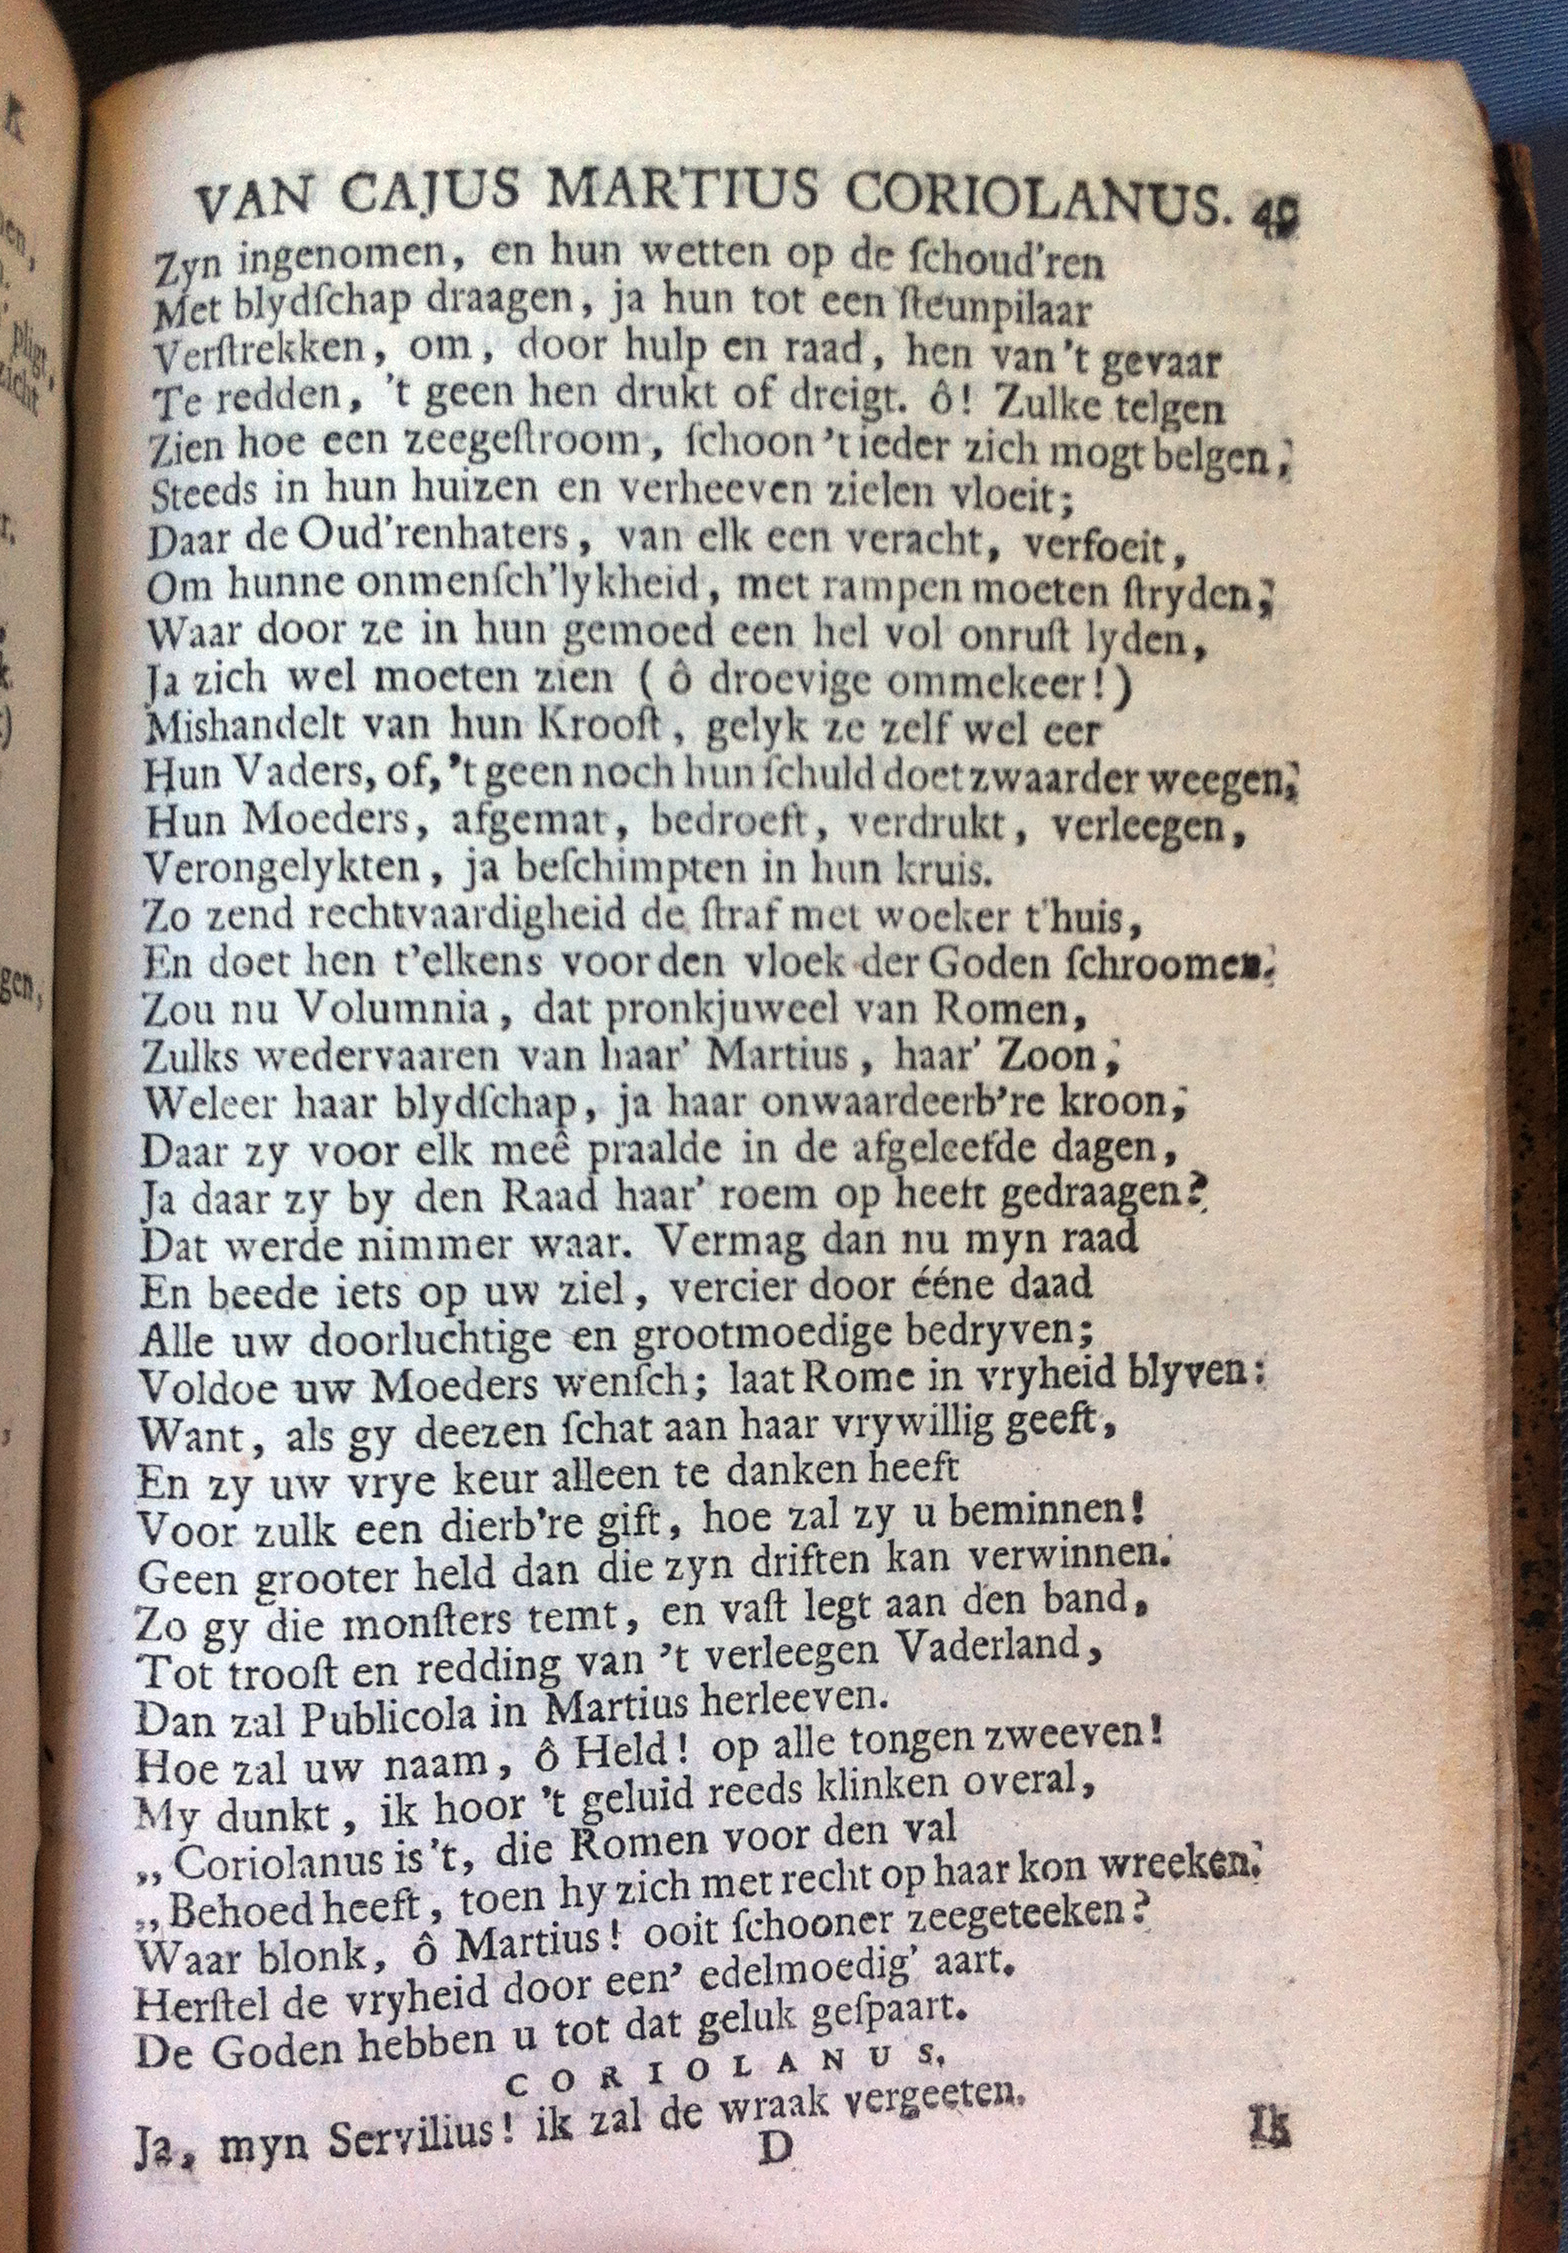 VAN CAJUS MARTIUS CORIOLANUS. 49
Zyn ingenomen, en hun wetten op de ſchoud'ren
Met blydſchap draagen, ja hun tot een ſteunpilaar
Verſtrekken, om, door hulp en raad, hen van 't gevaar
Te redden, 't geen hen drukt of dreigt. ô! Zulke telgen
Zien hoe een zeegeſtroom, ſchoon 't ieder zich mogt belgen,
Steeds in hun huizen en verheeven zielen vloeit;
Daar de Oud'renhaters, van elk een veracht, verfoeit,
Om hunne onmenſch'lykheid, met rampen moeten ſtryden;
Waar door ze in hun gemoed een hel vol onruſt lyden,
Ja zich wel moeten zien (ô droevige ommekeer!)
Mishandelt van hun Krooſt, gelyk ze zelf wel eer
Hun Vaders, of, 't geen noch hun ſchuld doet zwaarder weegen,
Hun Moeders, afgemat, bedroeft, verdrukt, verleegen,
Verongelykten, ja beſchimpten in hun kruis.
Zo zend rechtvaardigheid de ſtraf met woeker t'huis,
En doet hen t'elkens voor den vloek der Goden ſchroomen.
Zou nu Volumnia, dat pronkjuweel van Romen,
Zulks wedervaaren van haar' Martius, haar' Zoon,
Weleer haar blydſchap, ja haar onwaardeerb're kroon,
Daar zy voor elk meê praalde in de afgeleefde dagen,
Ja daar zy by den Raad haar' roem op heeft gedraagen?
Dat werde nimmer waar. Vermag dan nu myn raad
En beede iets op uw ziel, vercier door ééne daad
Alle uw doorluchtige en grootmoedige bedryven;
Voldoe uw Moeders wenſch; laat Rome in vryheid blyven:
Want, als gy deezen ſchat aan haar vrywillig geeft,
En zy uw vrye keur alleen te danken heeft
Voor zulk een dierb're gift, hoe zal zy u beminnen!
Geen grooter held dan die zyn driften kan verwinnen.
Zo gy die monſters temt, en vaſt legt aan den band,
Tot trooſt en redding van 't verleegen Vaderland,
Dan zal Publicola in Martius herleeven.
Hoe zal uw naam, ô Held! op alle tongen zweeven!
My dunkt, ik hoor 't geluid reeds klinken overal,
„Coriolanus is 't, die Romen voor den val
„Behoed heeft, toen hy zich met recht op haar kon wreeken.
Waar blonk, ô Martius! ooit ſchooner zeegeteeken?
Herſtel de vryheid door een' edelmoedig' aart.
De Goden hebben u tot dat geluk geſpaart.
CORIOLANUS.
Ja, myn Servilius! ik zal de wraak vergeeten.
D Ik